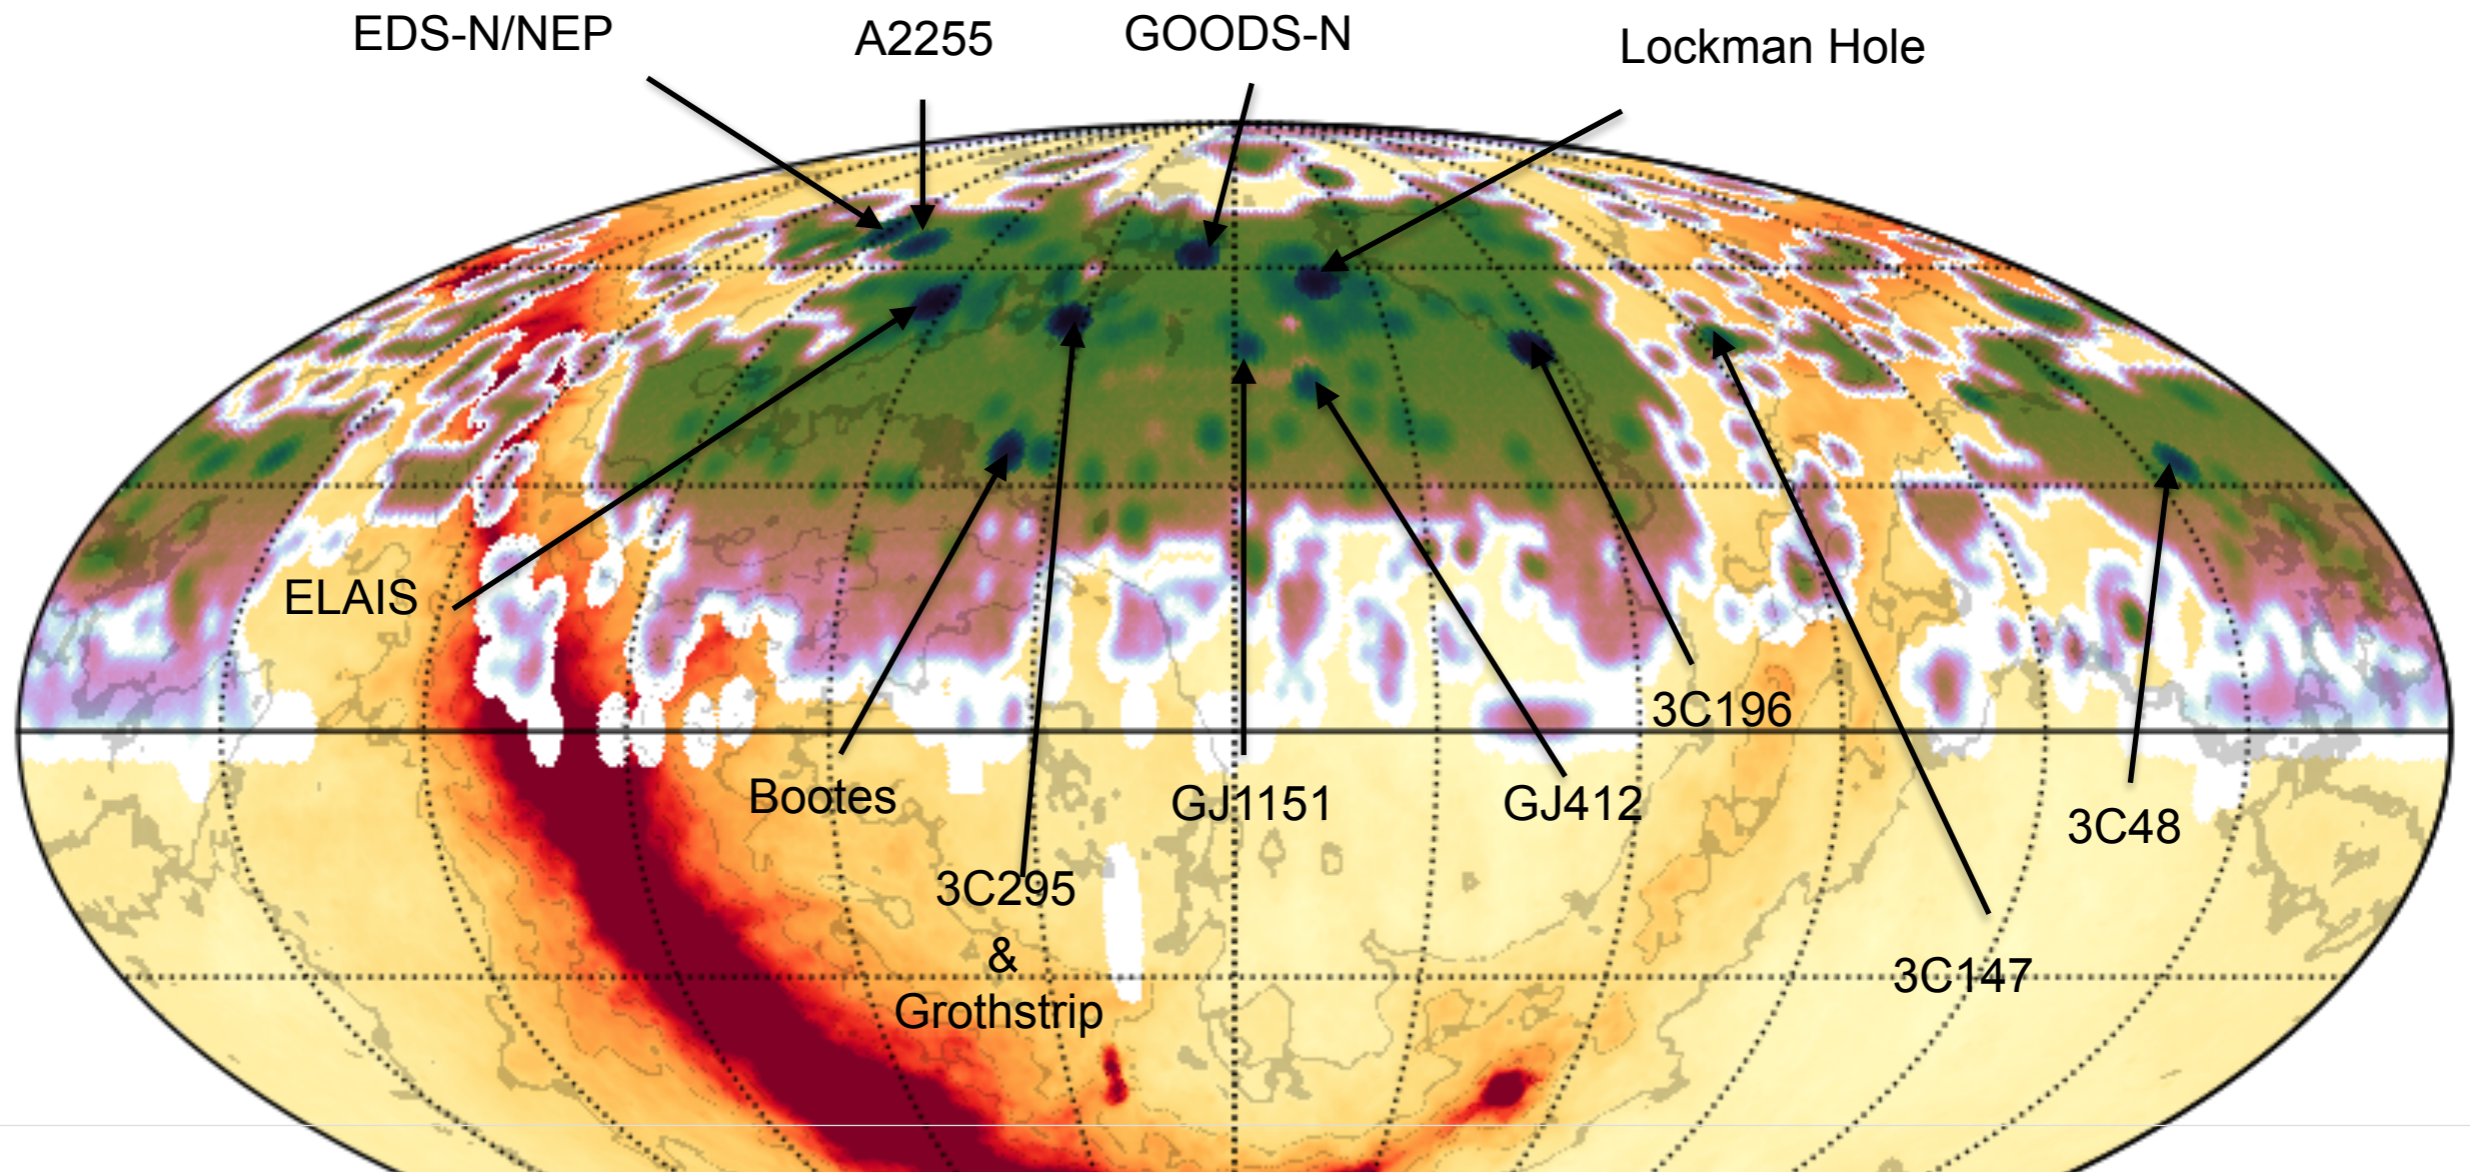 EDS-N/NEP
A2255
GOODS-N
Lockman Hole
ELAIS
3C196
Bootes
GJ1151
GJ412
3C48
3C295
&
Grothstrip
3C147